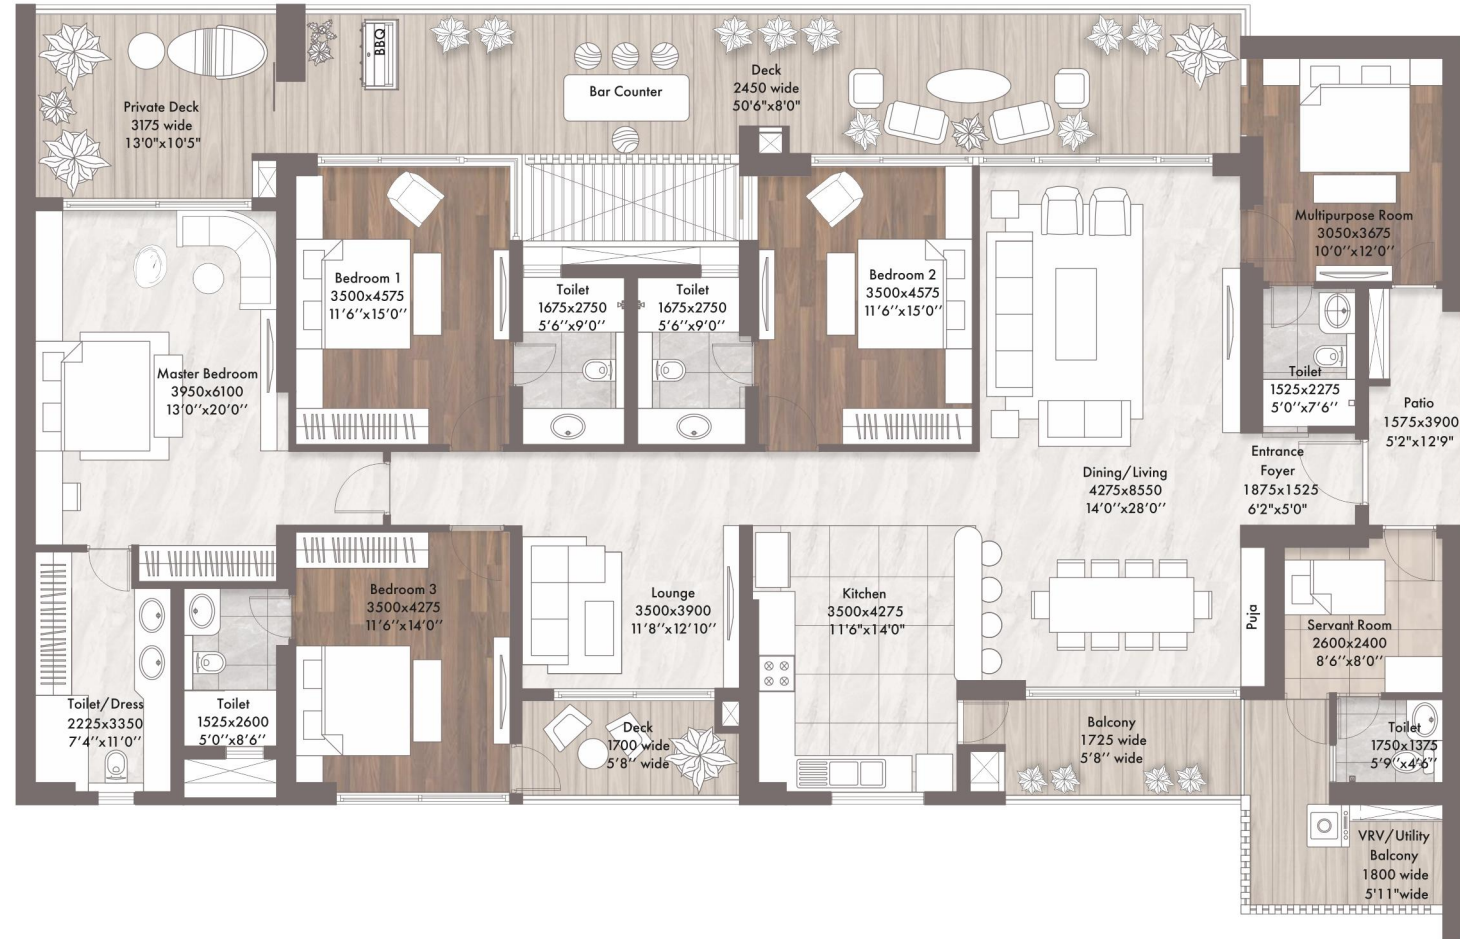 BBQ
Private Deck
3175 wide
13'0"x10'5"
Bar Counter
Deck
2450 wide
50'6"x8'0"
Multipurpose Room
3050x3675
10'0''x12'0''
Bedroom 1
3500x4575
11'6''x15'0''
Toilet
1675x2750
5'6''x9'0''
Toilet
1675x2750
5'6''x9'0''
Bedroom 2
3500x4575
11'6''x15'0''
Master Bedroom
3950x6100
13'0''x20'0''
Toilet
1525x2275
5'0''x7'6''
Patio
1575x3900
5'2"x12'9"
Dining/Living
4275x8550
14'0''x28'0''
Entrance
Foyer
1875x1525
6'2"x5'0"
Bedroom 3
3500x4275
11'6''x14'0''
Lounge
3500x3900
11'8''x12'10''
Kitchen
3500x4275
11'6"x14'0"
Puja
Servant Room
2600x2400
8'6''x8'0''
Toilet/Dress
2225x3350
7'4''x11'0''
Toilet
1525x2600
5'0''x8'6''
Deck
1700 wide
5'8'' wide
Balcony
1725 wide
5'8'' wide
Toilet
1750x1375
5'9''x4'6''
VRV/Utility
Balcony
1800 wide
5'11"wide